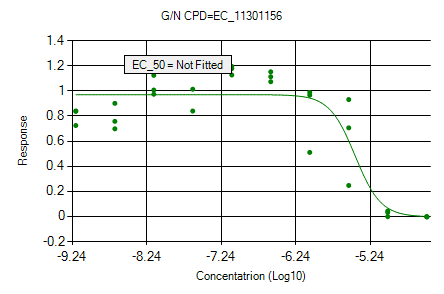 G/N CPD=EC_11301156
EC_50 = Not Fitted
1.4
1.2
1
0.8
0.6
0.4
0.2
0
-0.2
Response
-9.24 -8.24 -7.24 -6.24 -5.24
Concentatrion (Log10)